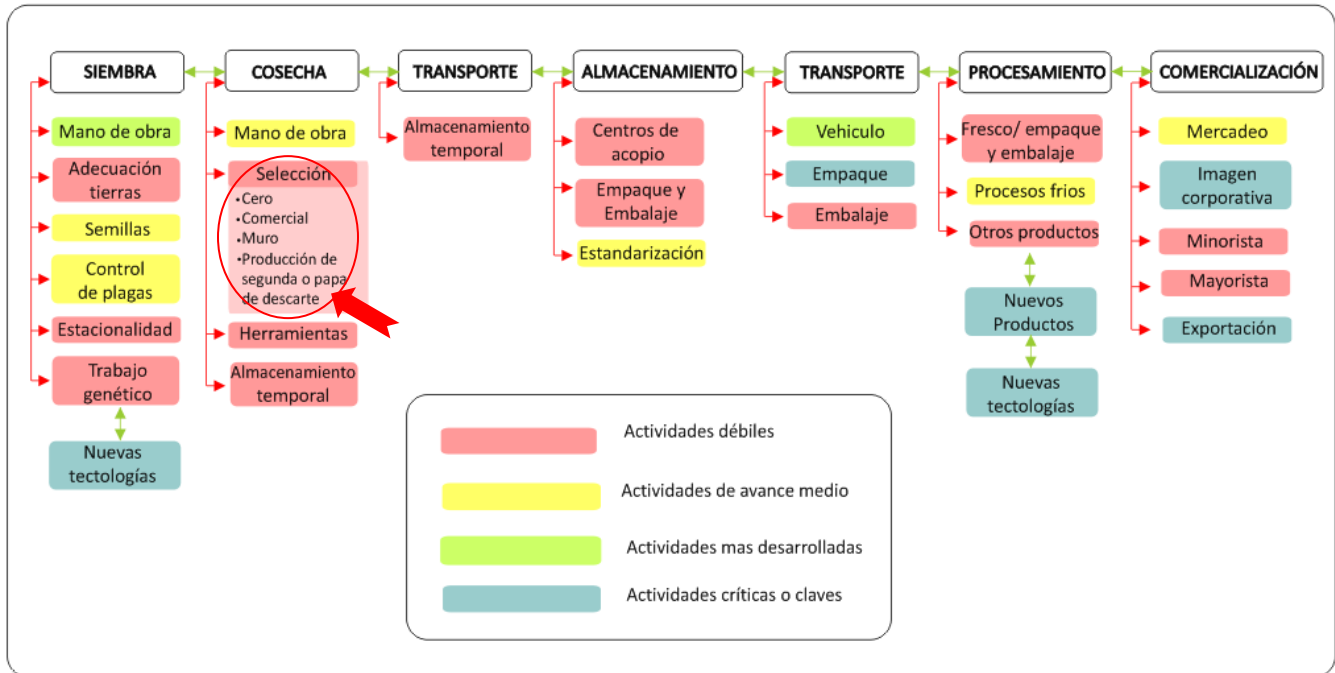 SIEMBRA
COSECHA
TRANSPORTE
ALMACENAMIENTO
TRANSPORTE
PROCESAMIENTO
COMERCIALIZACIÓN
Mano de obra
Adecuación
tierras
Semillas
Control
de plagas
Estacionalidad
Trabajo
genético
Nuevas
tectologías
Mano de obra
Selección
•Cero
•Comercial
•Muro
•Producción de
segunda o papa
de descarte
Herramientas
Almacenamiento
temporal
Almacenamiento
temporal
Centros de
acopio
Empaque y
Embalaje
Estandarización
Vehiculo
Empaque
Embalaje
Fresco/ empaque
y embalaje
Procesos frios
Otros productos
Nuevos
Productos
Nuevas
tectologías
Mercadeo
Imagen
corporativa
Minorista
Mayorista
Exportación
Actividades débiles
Actividades de avance medio
Actividades mas desarrolladas
Actividades críticas o claves